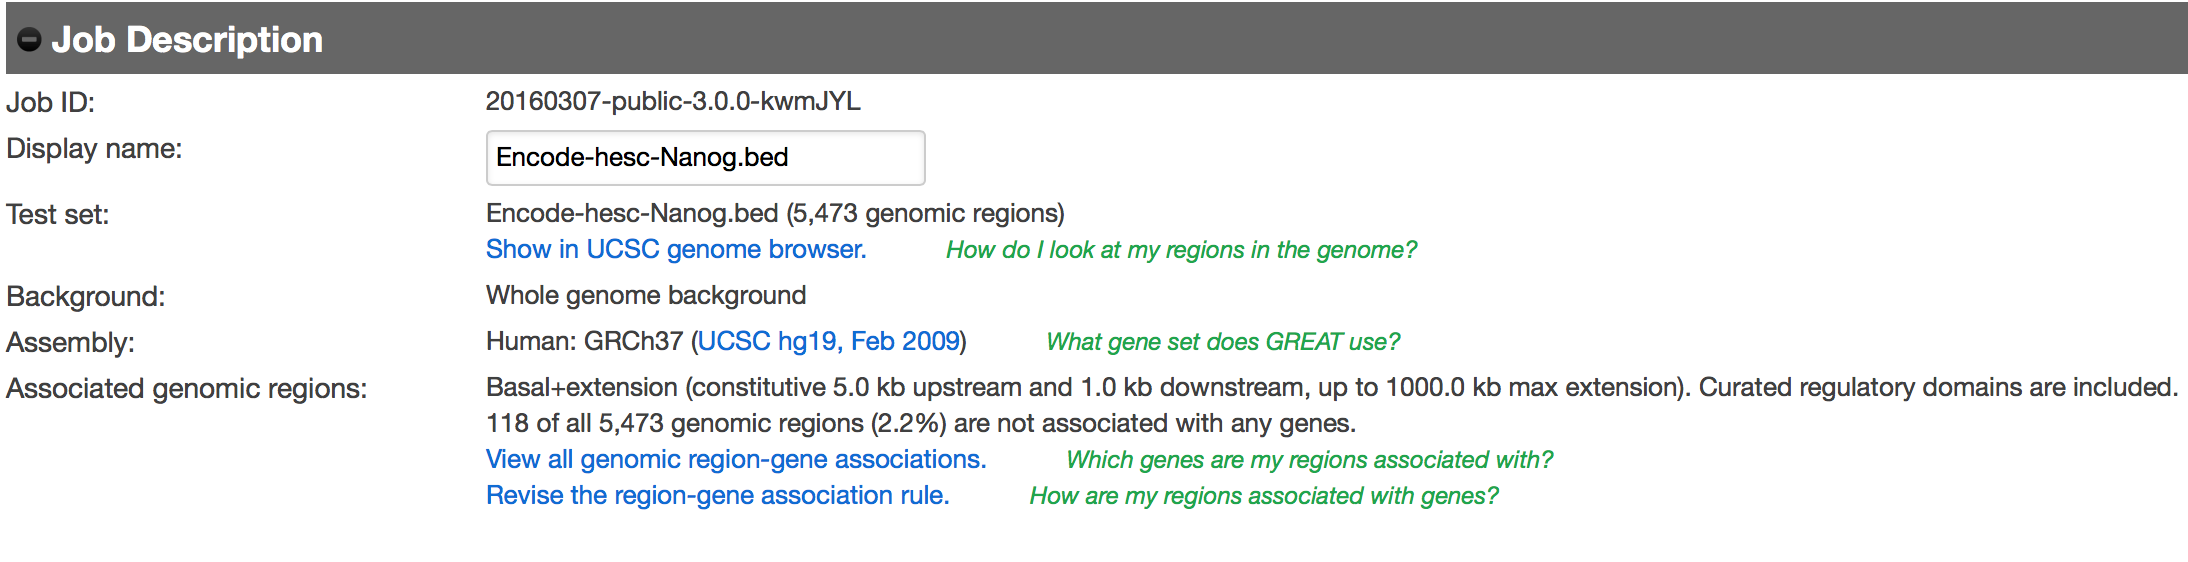 Job Description
Job ID: 20160307-public-3.0.0-kwmJYL
Display name: Encode-hesc-Nanog.bed
Test set: Encode-hesc-Nanog.bed (5,473 genomic regions)
Show in UCSC genome browser. How do I look at my regions in the genome?
Background: Whole genome background
Assembly: Human: GRCh37 (UCSC hg19, Feb 2009) What gene set does GREAT use?
Associated genomic regions: Basal+extension (constitutive 5.0 kb upstream and 1.0 kb downstream, up to 1000.0 kb max extension). Curated regulatory domains are included.
118 of all 5,473 genomic regions (2.2%) are not associated with any genes.
View all genomic region-gene associations. Which genes are my regions associated with?
Revise the region-gene association rule. How are my regions associated with genes?